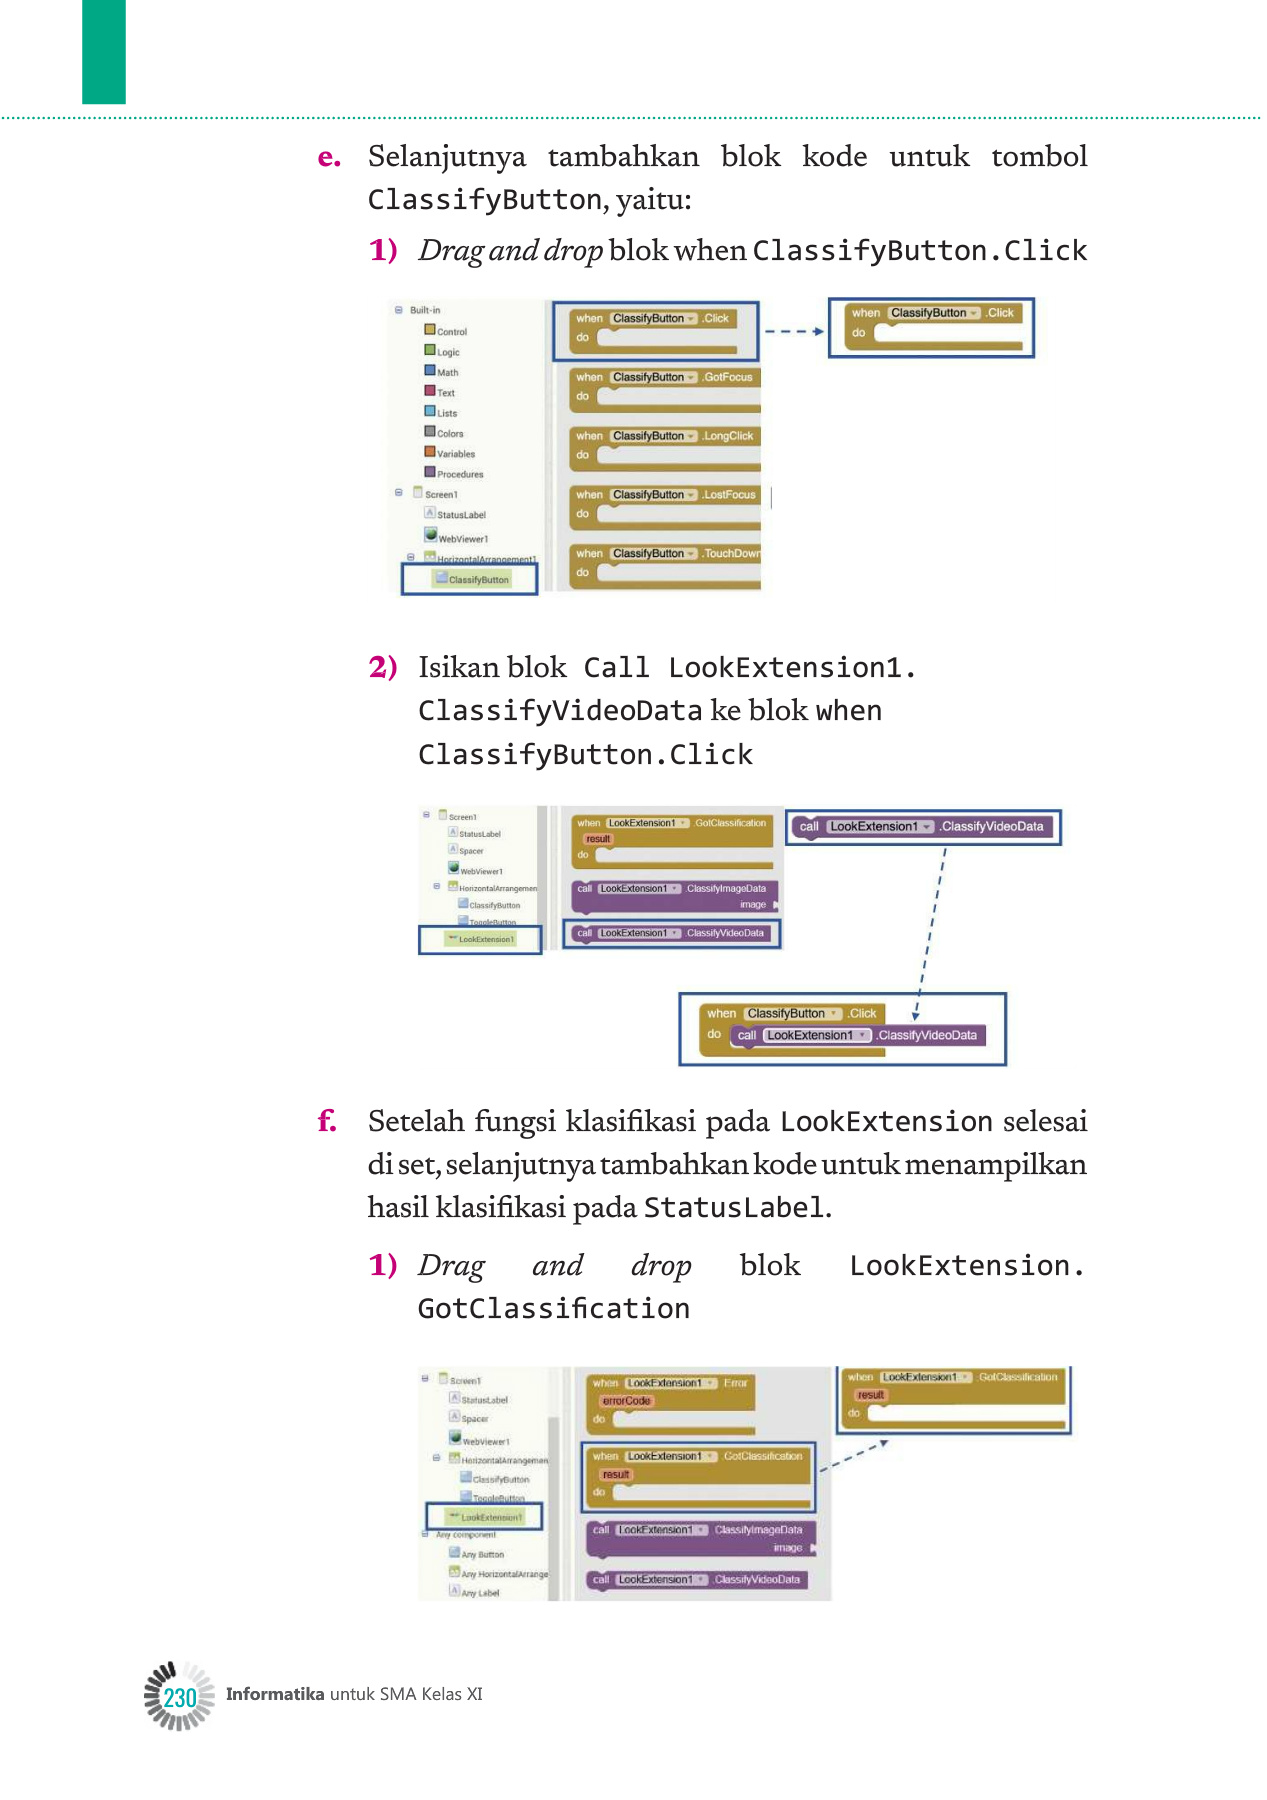 e. Selanjutnya tambahkan blok kode untuk tombol
ClassifyButton, yaitu:
1) Drag and drop blok when ClassifyButton.Click
Built-in
Control
Logic
Math
Text
Lists
Colors
Variables
Procedures
Screen1
StatusLabel
WebViewer1
HorizontalArrangement1
ClassifyButton
when ClassifyButton .Click
do
when ClassifyButton .GotFocus
do
when ClassifyButton .LongClick
do
when ClassifyButton .LostFocus
do
when ClassifyButton .TouchDown
do
when ClassifyButton .Click
do
2) Isikan blok Call LookExtension1.
ClassifyVideoData ke blok when
ClassifyButton.Click
Screen1
StatusLabel
Spacer
WebViewer1
HorizontalArrangemen
ClassifyButton
ToggleButton
LookExtension1
when LookExtension1 .GotClassification
result
do
call LookExtension1 .ClassifyImageData
image
call LookExtension1 .ClassifyVideoData
call LookExtension1 .ClassifyVideoData
when ClassifyButton .Click
do call LookExtension1 .ClassifyVideoData
f. Setelah fungsi klasifikasi pada LookExtension selesai
di set, selanjutnya tambahkan kode untuk menampilkan
hasil klasifikasi pada StatusLabel.
1) Drag and drop blok LookExtension.
GotClassification
Screen1
StatusLabel
Spacer
WebViewer1
HorizontalArrangemen
ClassifyButton
ToggleButton
LookExtension1
Any component
Any Button
Any HorizontalArrange
Any Label
when LookExtension1 .Error
errorCode
do
when LookExtension1 .GotClassification
result
do
call LookExtension1 .ClassifyImageData
image
call LookExtension1 .ClassifyVideoData
when LookExtension1 .GotClassification
result
do
230 Informatika untuk SMA Kelas XI